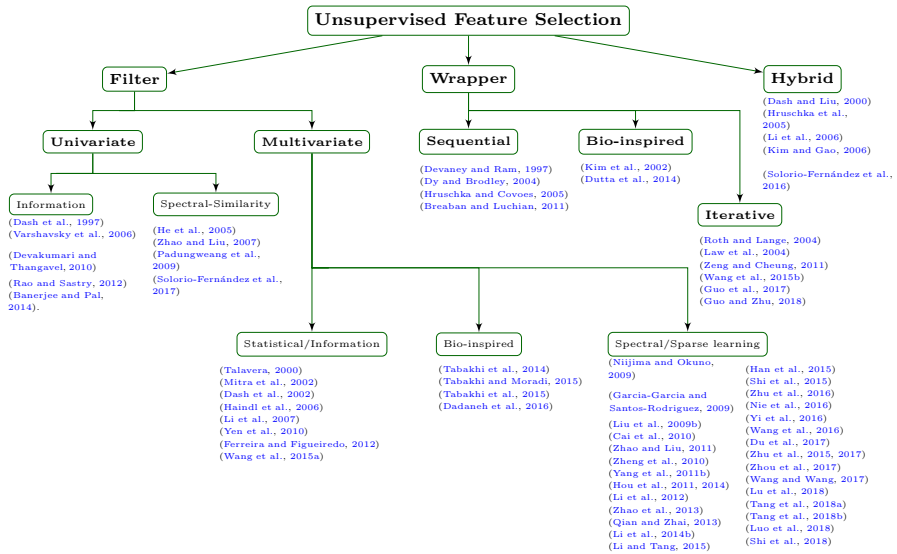 Unsupervised Feature Selection
Filter
Wrapper
Hybrid
(Dash and Liu, 2000)
(Hruschka et al.,
2005)
(Li et al., 2006)
(Kim and Gao, 2006)
(Solorio-Fernández et al.,
2016)
Univariate
Multivariate
Sequential
(Devaney and Ram, 1997)
(Dy and Brodley, 2004)
(Hruschka and Covoes, 2005)
(Breaban and Luchian, 2011)
Bio-inspired
(Kim et al., 2002)
(Dutta et al., 2014)
Iterative
(Roth and Lange, 2004)
(Law et al., 2004)
(Zeng and Cheung, 2011)
(Wang et al., 2015b)
(Guo et al., 2017)
(Guo and Zhu, 2018)
Information
(Dash et al., 1997)
(Varshavsky et al., 2006)
(Devakumari and
Thangavel, 2010)
(Rao and Sastry, 2012)
(Banerjee and Pal,
2014).
Spectral-Similarity
(He et al., 2005)
(Zhao and Liu, 2007)
(Padungweang et al.,
2009)
(Solorio-Fernández et al.,
2017)
Statistical/Information
(Talavera, 2000)
(Mitra et al., 2002)
(Dash et al., 2002)
(Haindl et al., 2006)
(Li et al., 2007)
(Yen et al., 2010)
(Ferreira and Figueiredo, 2012)
(Wang et al., 2015a)
Bio-inspired
(Tabakhi et al., 2014)
(Tabakhi and Moradi, 2015)
(Tabakhi et al., 2015)
(Dadaneh et al., 2016)
Spectral/Sparse learning
(Niijima and Okuno,
2009)
(Garcia-Garcia and
Santos-Rodriguez, 2009)
(Liu et al., 2009b)
(Cai et al., 2010)
(Zhao and Liu, 2011)
(Zheng et al., 2010)
(Yang et al., 2011b)
(Hou et al., 2011, 2014)
(Li et al., 2012)
(Zhao et al., 2013)
(Qian and Zhai, 2013)
(Li et al., 2014b)
(Li and Tang, 2015)
(Han et al., 2015)
(Shi et al., 2015)
(Zhu et al., 2016)
(Nie et al., 2016)
(Yi et al., 2016)
(Wang et al., 2016)
(Du et al., 2017)
(Zhu et al., 2015, 2017)
(Zhou et al., 2017)
(Wang and Wang, 2017)
(Lu et al., 2018)
(Tang et al., 2018a)
(Tang et al., 2018b)
(Luo et al., 2018)
(Shi et al., 2018)